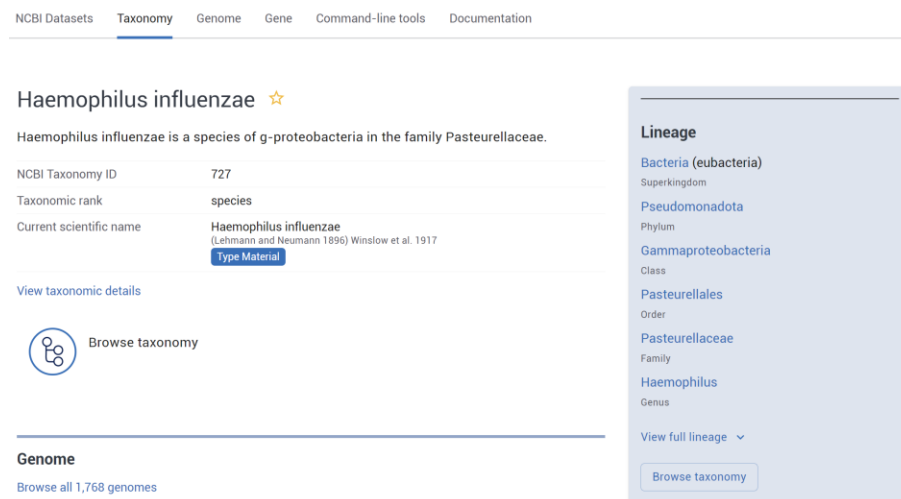 NCBI Datasets Taxonomy Genome Gene Command-line tools Documentation
Haemophilus influenzae
Haemophilus influenzae is a species of g-proteobacteria in the family Pasteurellaceae.
NCBI Taxonomy ID 727
Taxonomic rank species
Current scientific name Haemophilus influenzae
(Lehmann and Neumann 1896) Winslow et al. 1917
Type Material
View taxonomic details
Browse taxonomy
Genome
Browse all 1,768 genomes
Lineage
Bacteria (eubacteria)
Superkingdom
Pseudomonadota
Phylum
Gammaproteobacteria
Class
Pasteurellales
Order
Pasteurellaceae
Family
Haemophilus
Genus
View full lineage
Browse taxonomy